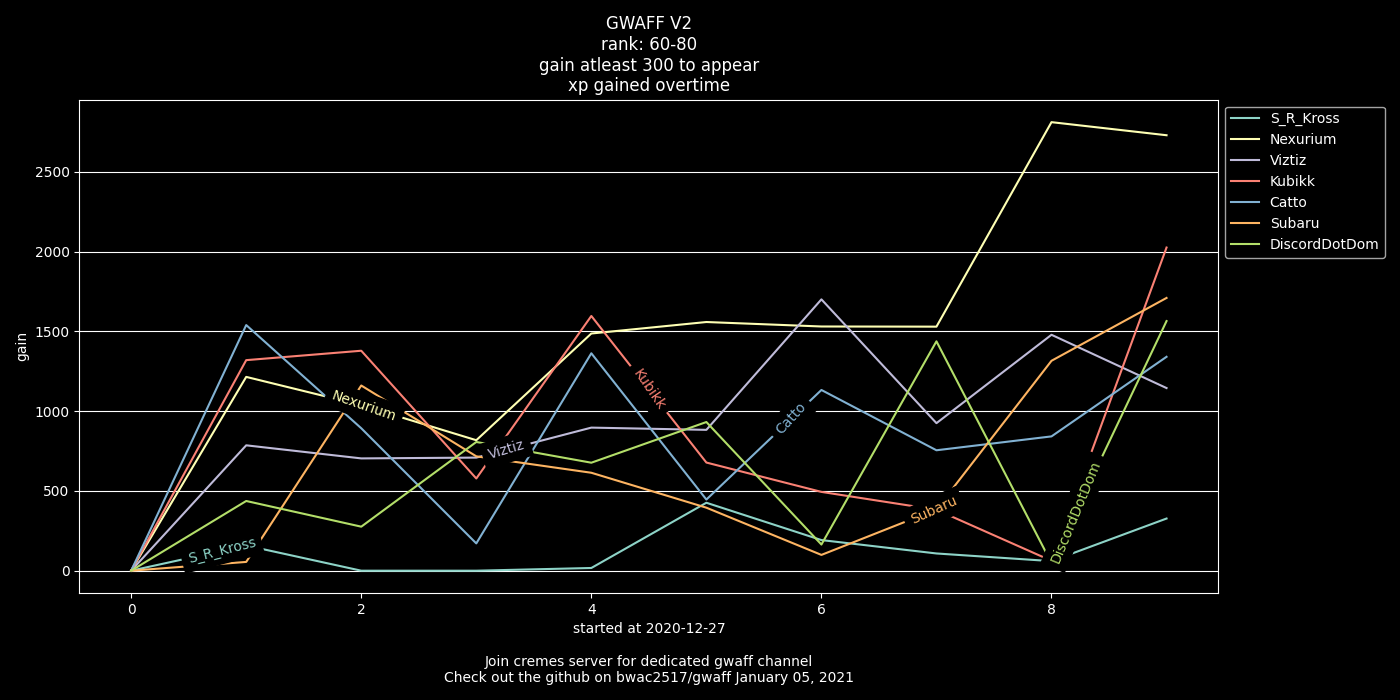 GWAFF V2
rank: 60-80
gain atleast 300 to appear
xp gained overtime
S_R_Kross
Nexurium
Viztiz
Kubikk
Catto
Subaru
DiscordDotDom
gain
2500
2000
1500
1000
500
0
Nexurium
Kubikk
Catto
Viztiz
Subaru
DiscordDotDom
S_R_Kross
0 2 4 6 8
started at 2020-12-27
Join cremes server for dedicated gwaff channel
Check out the github on bwac2517/gwaff January 05, 2021